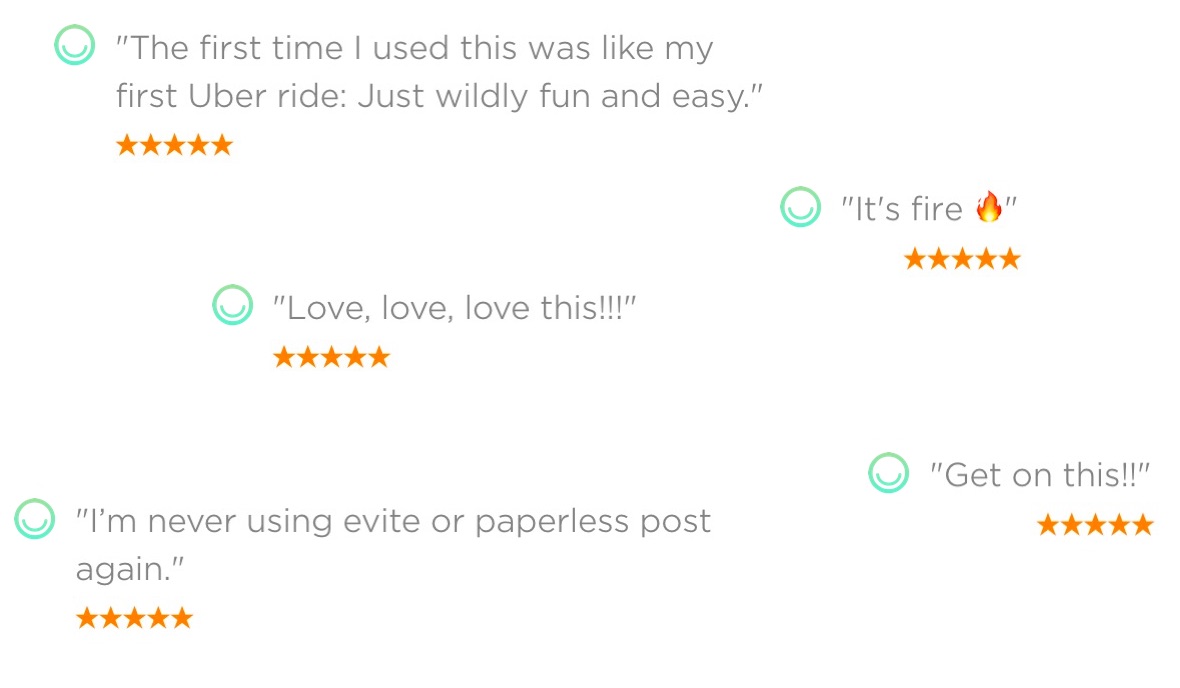 "The first time I used this was like my
first Uber ride: Just wildly fun and easy."
★★★★★
"It's fire 🔥"
★★★★★
"Love, love, love this!!!"
★★★★★
"Get on this!!"
★★★★★
"I’m never using evite or paperless post
again."
★★★★★